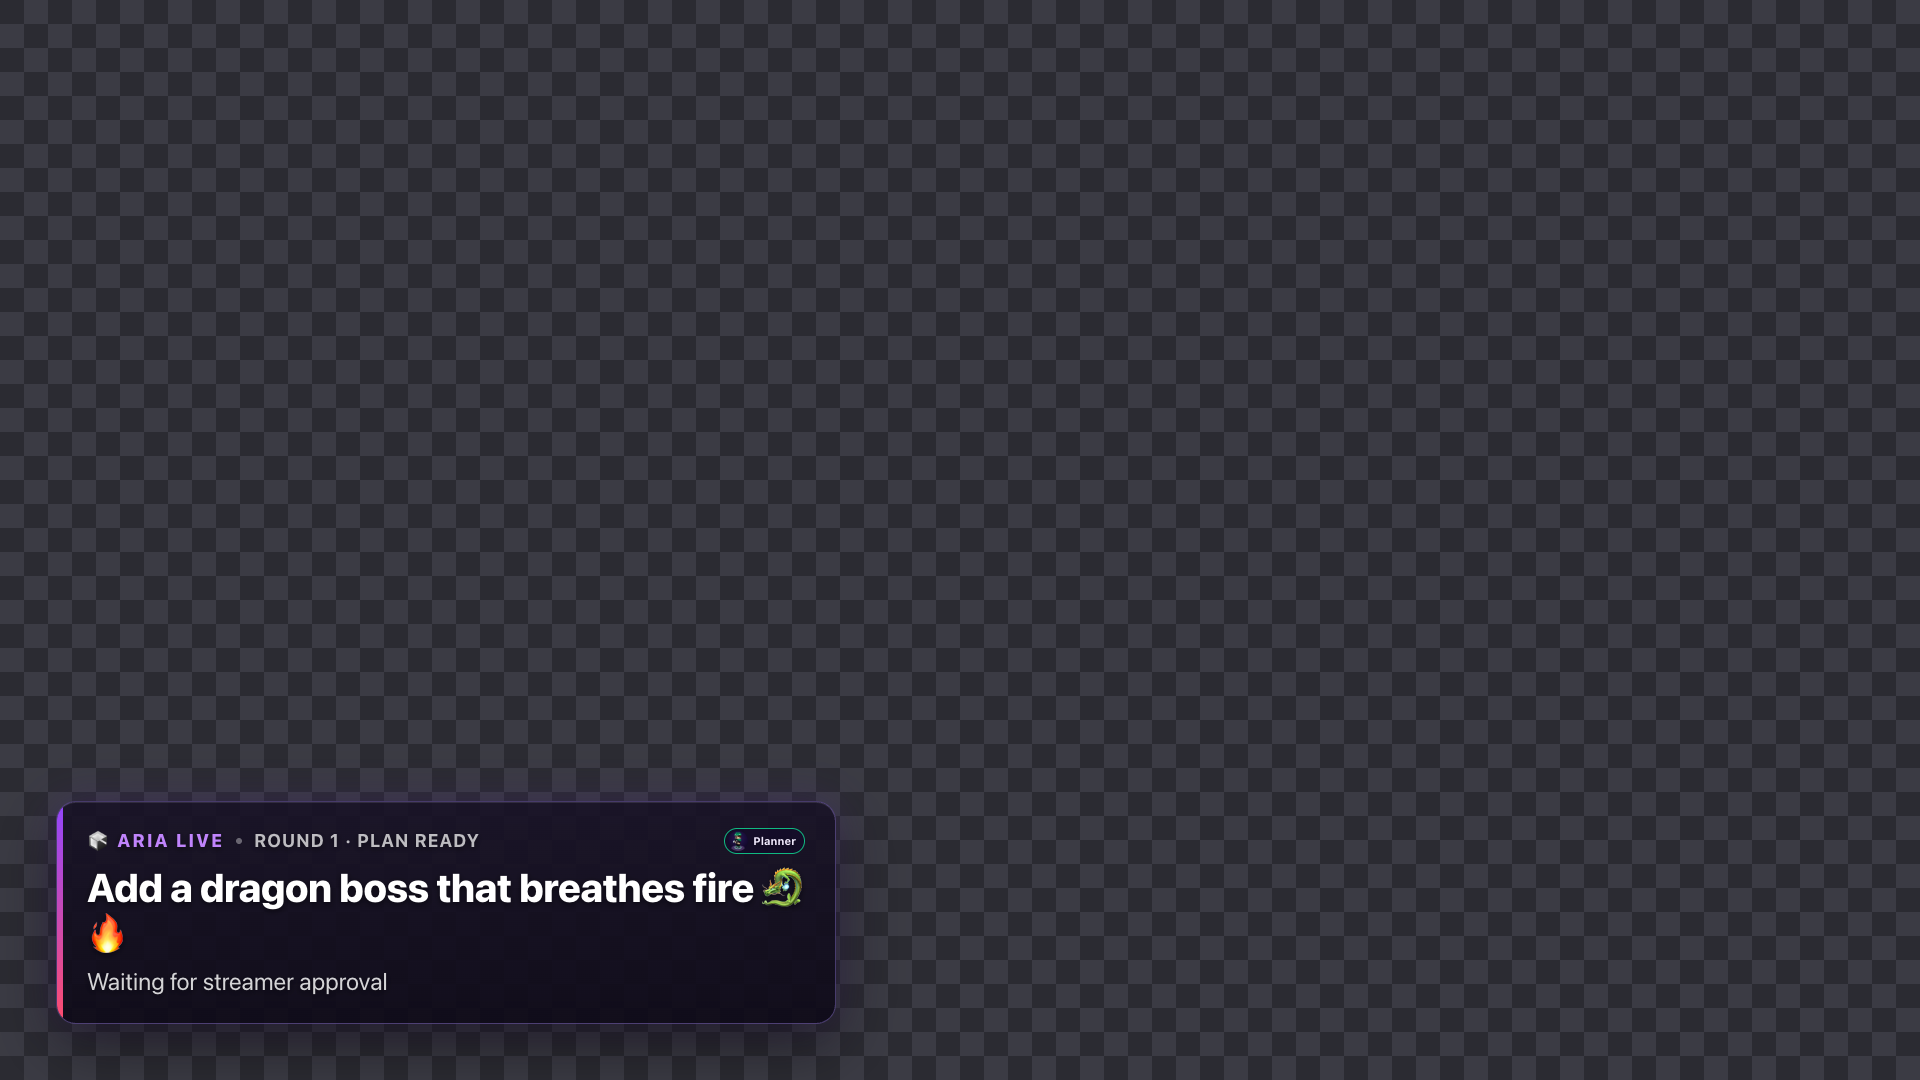 ARIA LIVE • ROUND 1 · PLAN READY
Planner
Add a dragon boss that breathes fire 🐉
🔥
Waiting for streamer approval